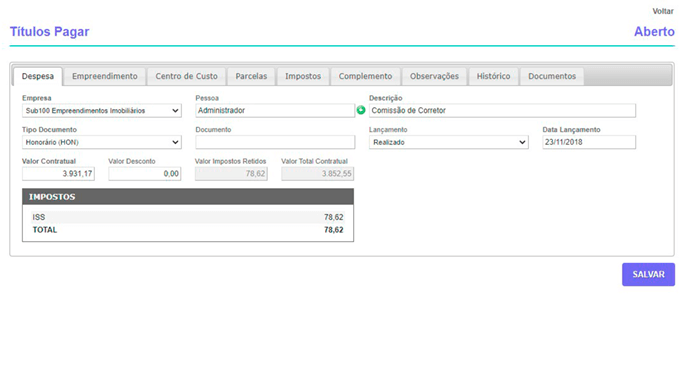 Voltar
Títulos Pagar Aberto
Despesa Empreendimento Centro de Custo Parcelas Impostos Complemento Observações Histórico Documentos
Empresa Pessoa Descrição
Sub100 Empreendimentos Imobiliários Administrador Comissão de Corretor
Tipo Documento Documento Lançamento Data Lançamento
Honorário (HON) Realizado 23/11/2018
Valor Contratual Valor Desconto Valor Impostos Retidos Valor Total Contratual
3.931,17 0,00 78,62 3.852,55
IMPOSTOS
ISS 78,62
TOTAL 78,62
SALVAR